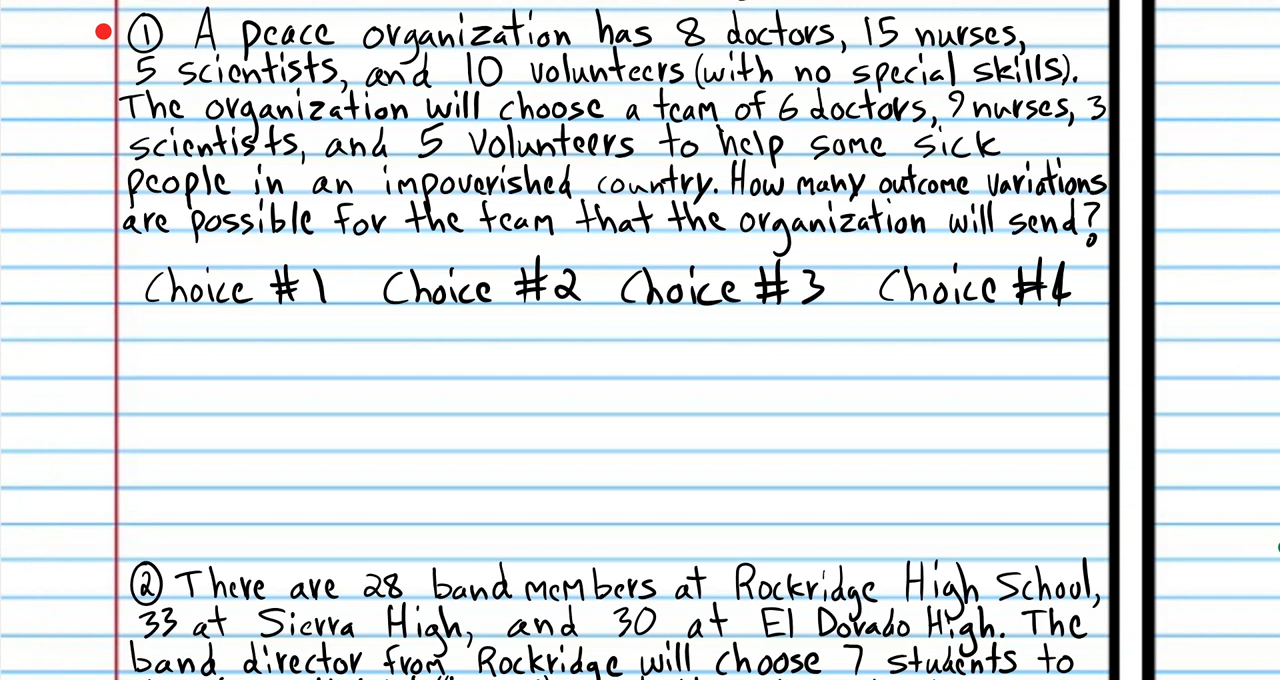 ① A peace organization has 8 doctors, 15 nurses,
5 scientists, and 10 volunteers (with no special skills).
The organization will choose a team of 6 doctors, 9 nurses, 3
scientists, and 5 volunteers to help some sick
people in an impoverished country. How many outcome variations
are possible for the team that the organization will send?
Choice #1 Choice #2 Choice #3 Choice #4
② There are 28 band members at Rockridge High School,
33 at Sierra High, and 30 at El Dorado High. The
band director from Rockridge will choose 7 students to